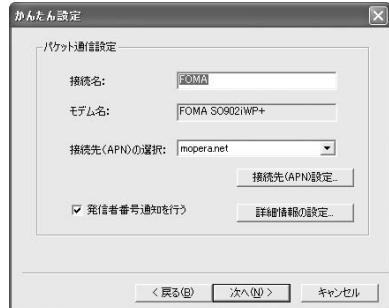 かんたん設定
パケット通信設定
接続名: FOMA
モデム名: FOMA SO902iWP+
接続先(APN)の選択: mopera.net
接続先(APN)設定...
発信者番号通知を行う 詳細情報の設定...
< 戻る(B) 次へ(N) > キャンセル